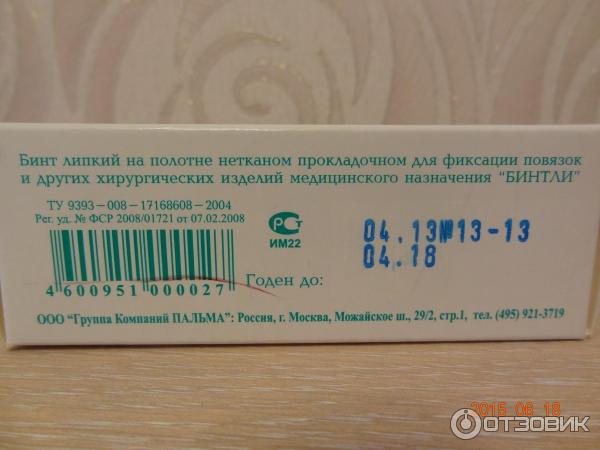 Бинт липкий на полотне нетканом прокладочном для фиксации повязок
и других хирургических изделий медицинского назначения "БИНТЛИ"
ТУ 9393-008-17168608-2004
Рег. уд. № ФСР 2008/01721 от 07.02.2008
РСТ
ИМ22
04.13№13-13
04.18
Годен до:
4 600951 000027
ООО "Группа Компаний ПАЛЬМА": Россия, г. Москва, Можайское ш., 29/2, стр.1, тел. (495) 921-3719
2015 06 18
ОТЗОВИК